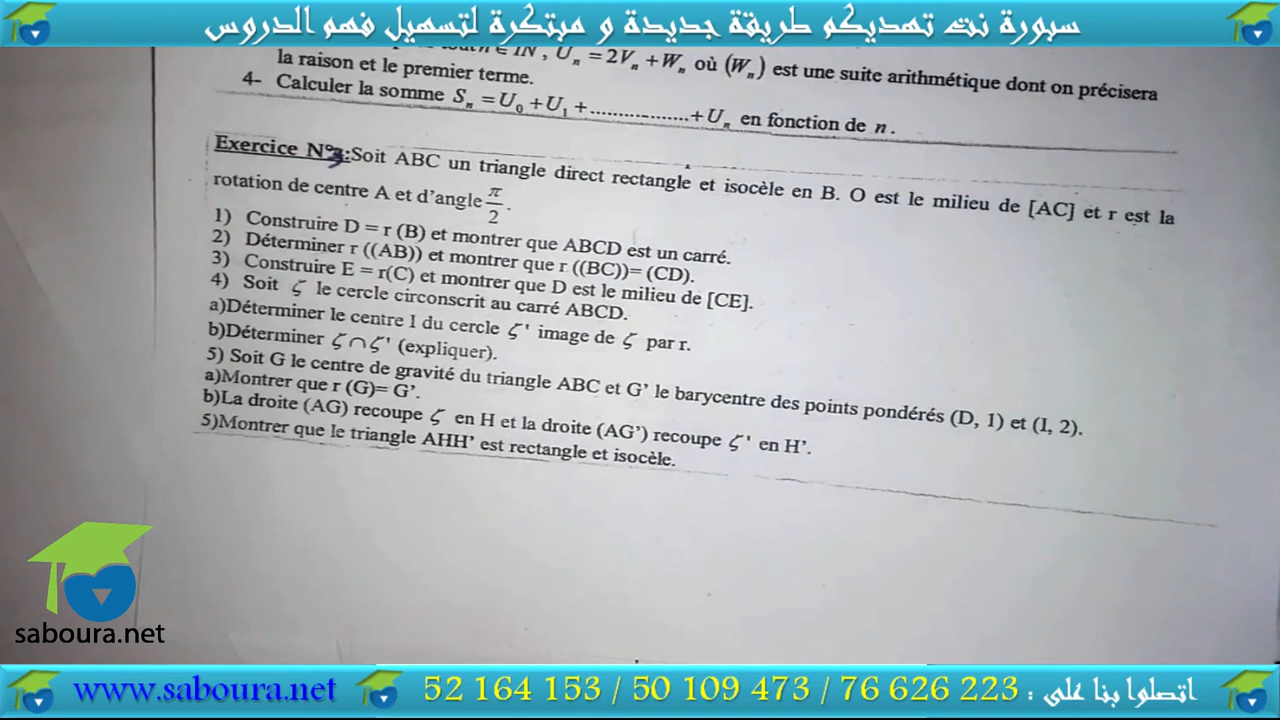 سبورة نت تهديكم طريقة جديدة و مبتكرة لتسهيل فهم الدروس
n ∈ IN , Uₙ = 2Vₙ + Wₙ où (Wₙ) est une suite arithmétique dont on précisera
la raison et le premier terme.
4- Calculer la somme Sₙ = U₀ + U₁ + ................... + Uₙ en fonction de n.
Exercice N°3:Soit ABC un triangle direct rectangle et isocèle en B. O est le milieu de [AC] et r est la
rotation de centre A et d'angle π/2.
1) Construire D = r (B) et montrer que ABCD est un carré.
2) Déterminer r ((AB)) et montrer que r ((BC))= (CD).
3) Construire E = r(C) et montrer que D est le milieu de [CE].
4) Soit ζ le cercle circonscrit au carré ABCD.
a)Déterminer le centre I du cercle ζ' image de ζ par r.
b)Déterminer ζ∩ζ' (expliquer).
5) Soit G le centre de gravité du triangle ABC et G' le barycentre des points pondérés (D, 1) et (I, 2).
a)Montrer que r (G)= G'.
b)La droite (AG) recoupe ζ en H et la droite (AG') recoupe ζ' en H'.
5)Montrer que le triangle AHH' est rectangle et isocèle.
saboura.net
www.saboura.net
52 164 153 / 50 109 473 / 76 626 223 : اتصلوا بنا على